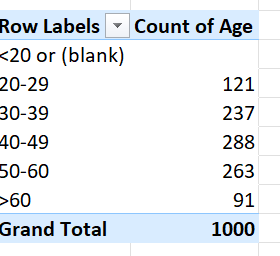 Row Labels Count of Age
<20 or (blank)
20-29 121
30-39 237
40-49 288
50-60 263
>60 91
Grand Total 1000